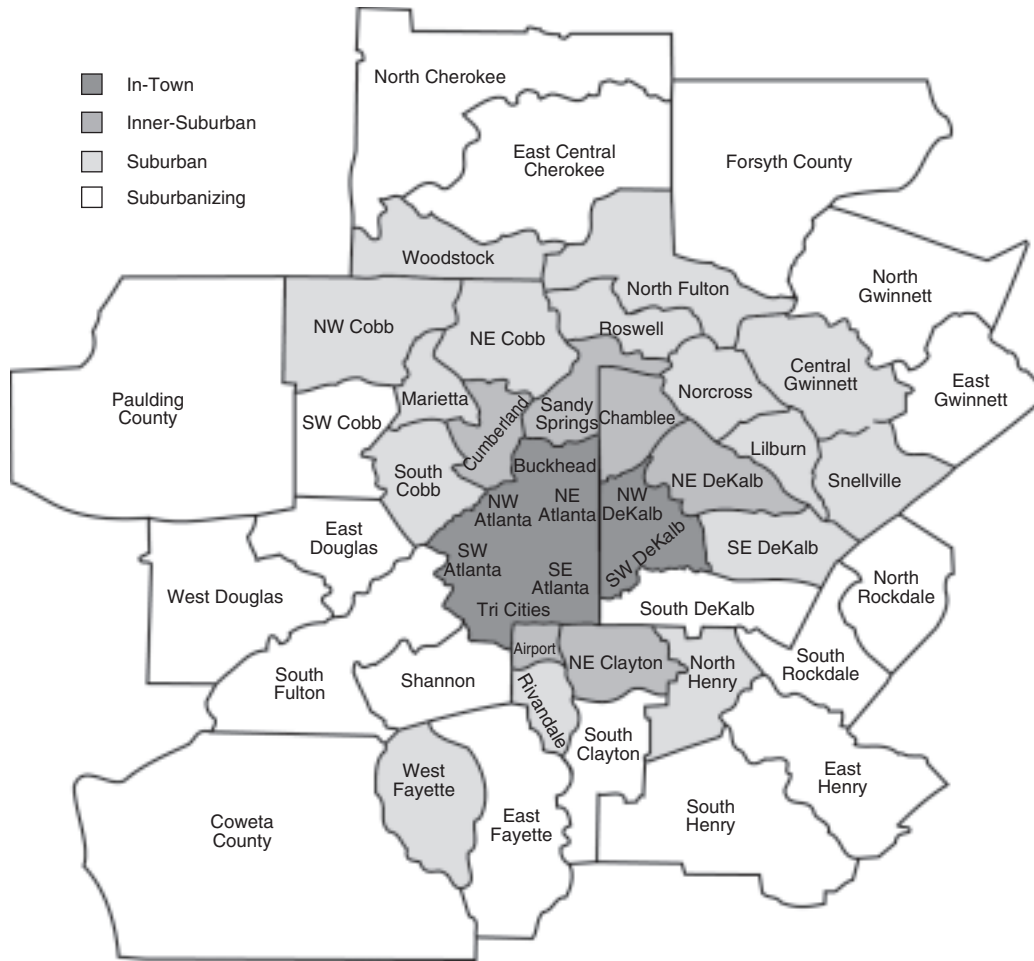 In-Town
Inner-Suburban
Suburban
Suburbanizing
North Cherokee
East Central
Cherokee
Forsyth County
Woodstock
North Fulton
North
Gwinnett
NW Cobb
NE Cobb
Roswell
Central
Gwinnett
East
Gwinnett
Paulding
County
SW Cobb
Marietta
Cumberland
Sandy
Springs
Chamblee
Norcross
Lilburn
South
Cobb
Buckhead
NE DeKalb
Snellville
NW
Atlanta
NE
Atlanta
NW
DeKalb
East
Douglas
SW
Atlanta
SE
Atlanta
SW DeKalb
SE DeKalb
West Douglas
Tri Cities
South DeKalb
North
Rockdale
South
Fulton
Shannon
Airport
NE Clayton
North
Henry
South
Rockdale
Rivandale
South
Clayton
West
Fayette
East
Henry
Coweta
County
East
Fayette
South
Henry